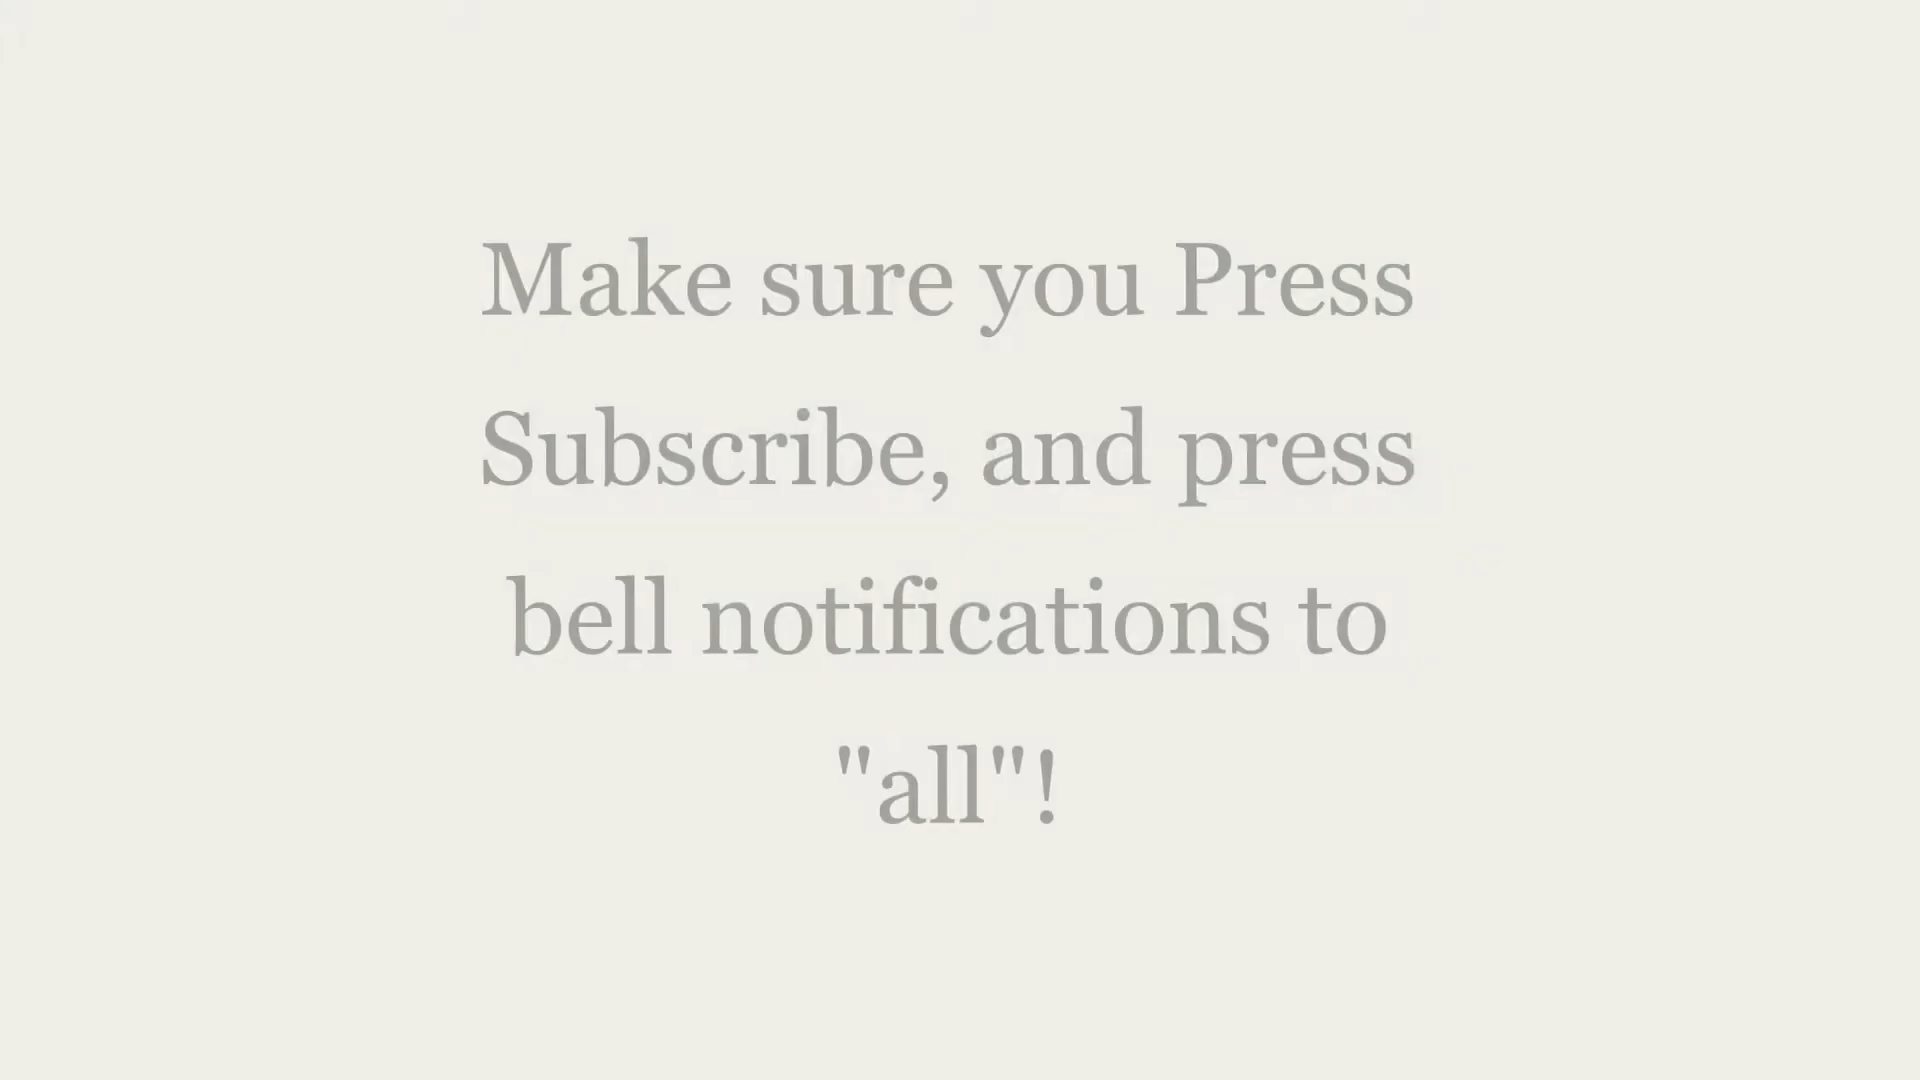 Make sure you Press
Subscribe, and press
bell notifications to
"all"!